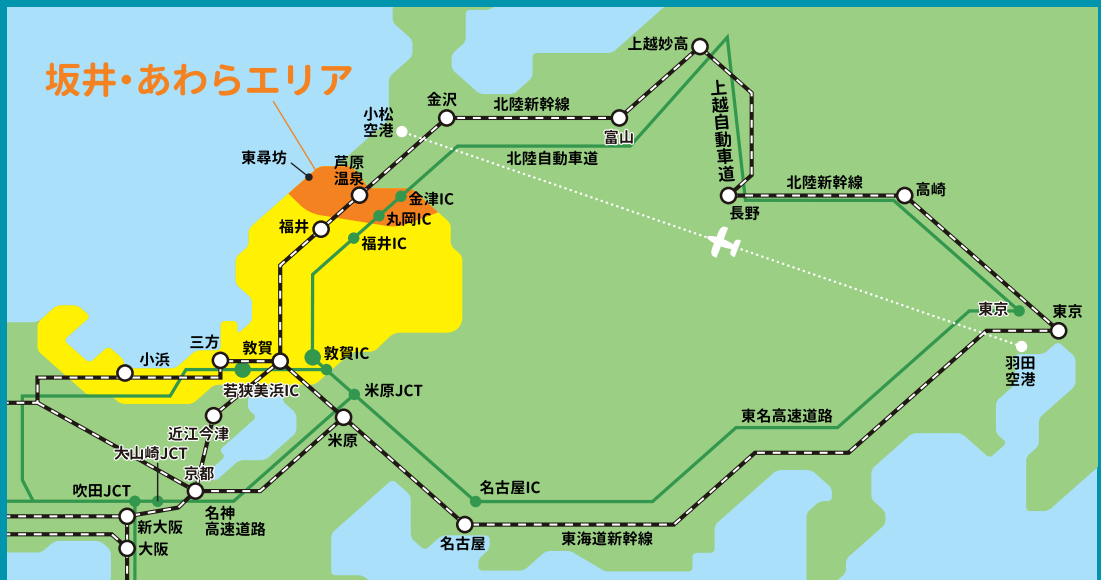 坂井・あわらエリア
上越妙高
小松
空港
金沢
北陸新幹線
富山
上越自動車道
東尋坊
芦原
温泉
北陸自動車道
北陸新幹線
高崎
長野
金津IC
丸岡IC
福井
福井IC
東京
東京
羽田
空港
三方
敦賀
敦賀IC
小浜
若狭美浜IC
米原JCT
近江今津
米原
東名高速道路
大山崎JCT
京都
吹田JCT
名古屋IC
新大阪
名神
高速道路
大阪
名古屋
東海道新幹線